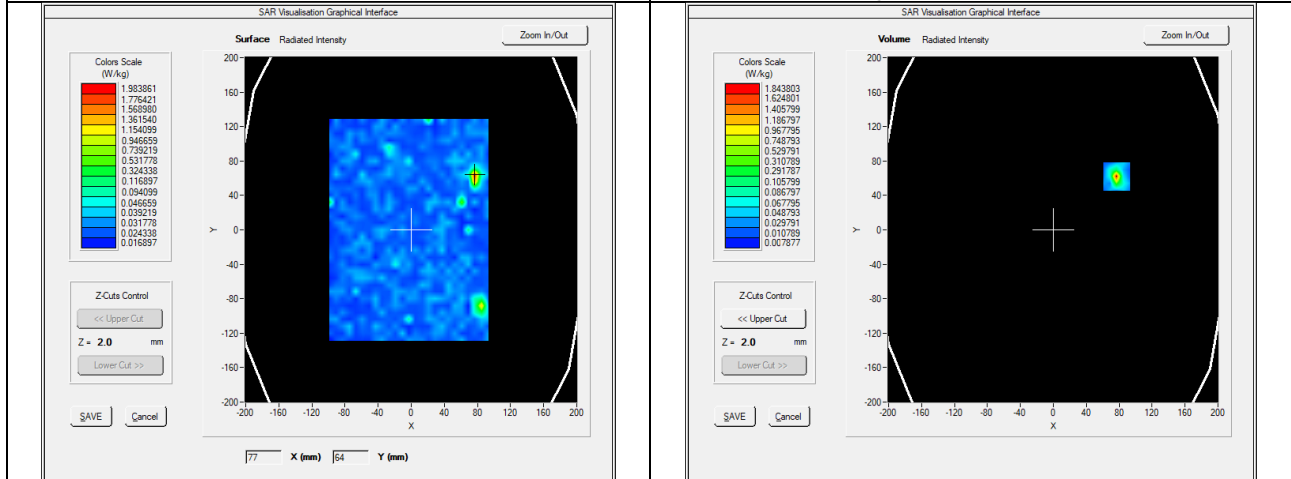 SAR Visualisation Graphical Interface
Surface Radiated Intensity
Zoom In/Out
Colors Scale
(W/kg)
1.983861
1.776421
1.568980
1.361540
1.154099
0.946659
0.739219
0.531778
0.324338
0.116897
0.094099
0.046659
0.039219
0.031778
0.024338
0.016897
Z-Cuts Control
<< Upper Cut
Z = 2.0 mm
Lower Cut >>
SAVE Cancel
200
160
120
80
40
0
-40
-80
-120
-160
-200
Y
-200 -160 -120 -80 -40 0 40 80 120 160 200
X
77 X (mm) 64 Y (mm)
SAR Visualisation Graphical Interface
Volume Radiated Intensity
Zoom In/Out
Colors Scale
(W/kg)
1.843803
1.624801
1.405799
1.186797
0.967795
0.748793
0.529791
0.310789
0.291787
0.105799
0.086797
0.067795
0.048793
0.029791
0.010789
0.007877
Z-Cuts Control
<< Upper Cut
Z = 2.0 mm
Lower Cut >>
SAVE Cancel
200
160
120
80
40
0
-40
-80
-120
-160
-200
Y
-200 -160 -120 -80 -40 0 40 80 120 160 200
X